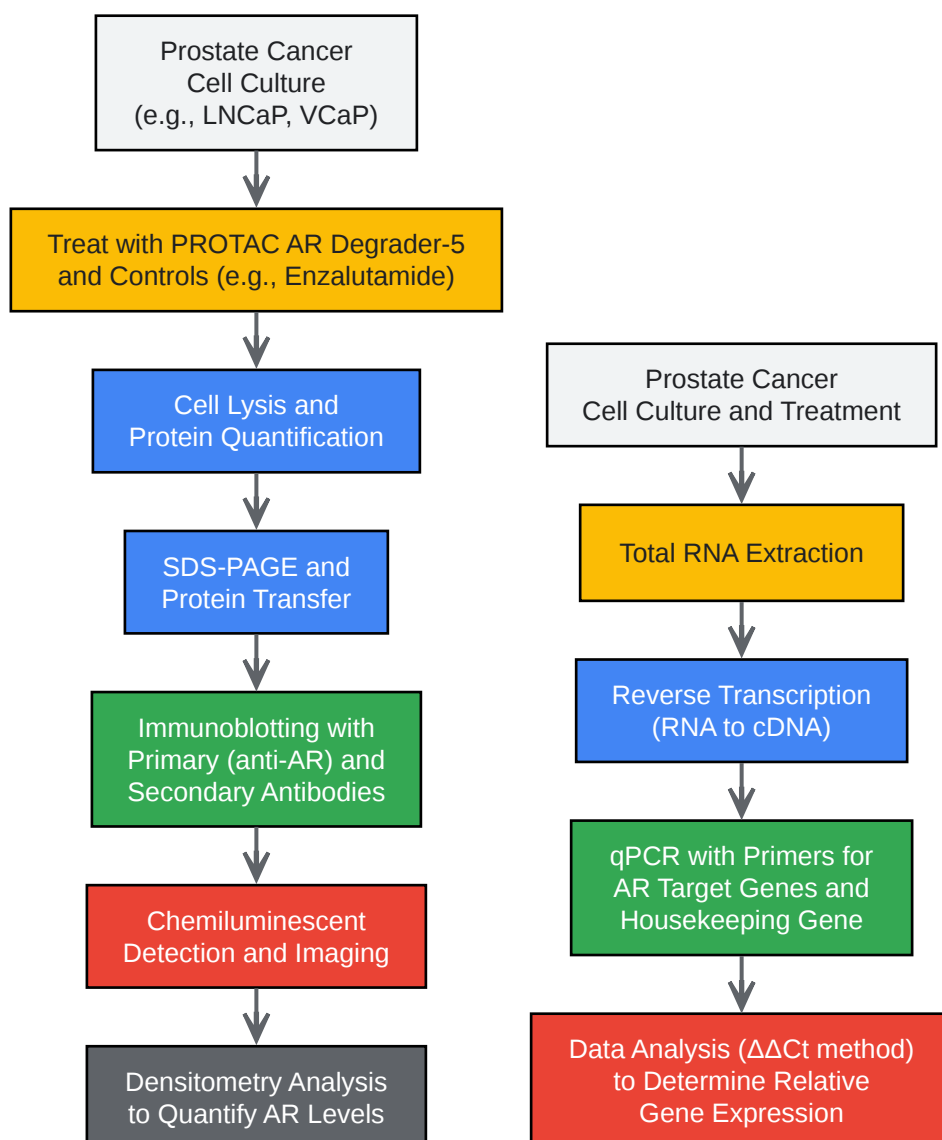 Prostate Cancer
Cell Culture
(e.g., LNCaP, VCaP)
Treat with PROTAC AR Degrader-5
and Controls (e.g., Enzalutamide)
Cell Lysis and
Protein Quantification
SDS-PAGE and
Protein Transfer
Immunoblotting with
Primary (anti-AR) and
Secondary Antibodies
Chemiluminescent
Detection and Imaging
Densitometry Analysis
to Quantify AR Levels
Prostate Cancer
Cell Culture and Treatment
Total RNA Extraction
Reverse Transcription
(RNA to cDNA)
qPCR with Primers for
AR Target Genes and
Housekeeping Gene
Data Analysis (ΔΔCt method)
to Determine Relative
Gene Expression